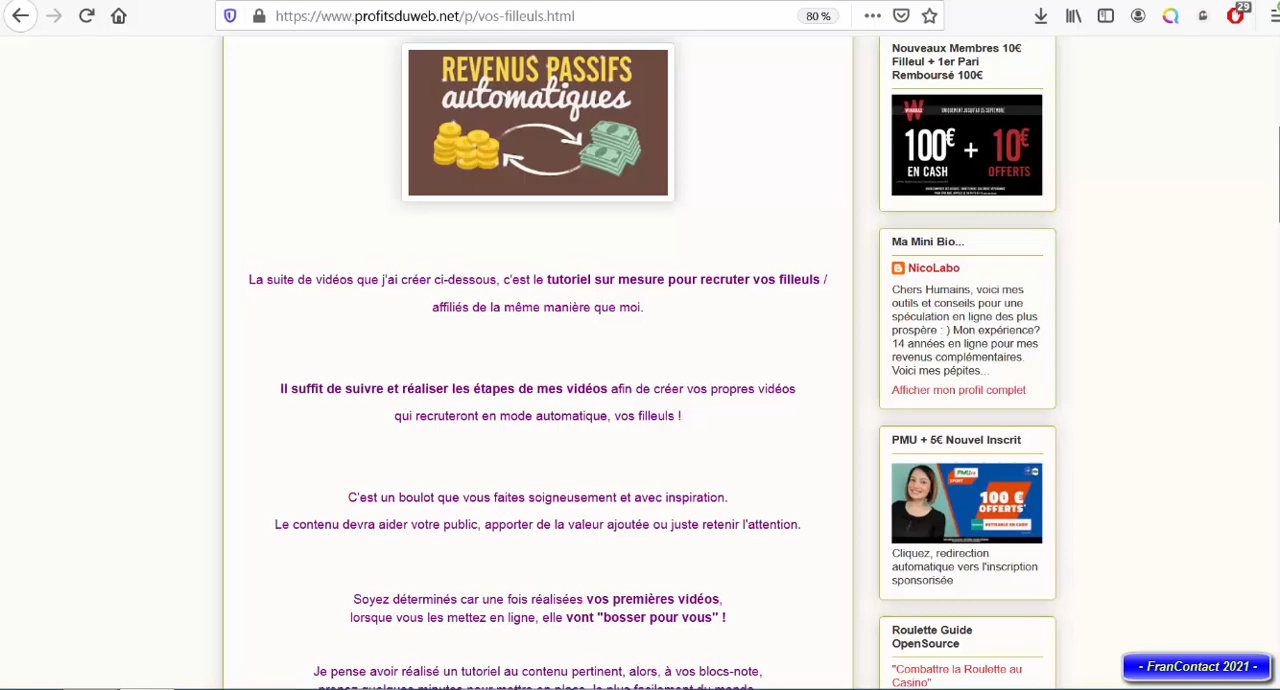 https://www.profitsduweb.net/p/vos-filleuls.html
80 %
29
REVENUS PASSIFS
automatiques
La suite de vidéos que j'ai créer ci-dessous, c'est le tutoriel sur mesure pour recruter vos filleuls /
affiliés de la même manière que moi.
Il suffit de suivre et réaliser les étapes de mes vidéos afin de créer vos propres vidéos
qui recruteront en mode automatique, vos filleuls !
C'est un boulot que vous faites soigneusement et avec inspiration.
Le contenu devra aider votre public, apporter de la valeur ajoutée ou juste retenir l'attention.
Soyez déterminés car une fois réalisées vos premières vidéos,
lorsque vous les mettez en ligne, elle vont "bosser pour vous" !
Je pense avoir réalisé un tutoriel au contenu pertinent, alors, à vos blocs-note,
Nouveaux Membres 10€
Filleul + 1er Pari
Remboursé 100€
W
UNIQUEMENT JUSQU'AU 15 SEPTEMBRE
100€ + 10€
EN CASH OFFERTS
Ma Mini Bio...
NicoLabo
Chers Humains, voici mes
outils et conseils pour une
spéculation en ligne des plus
prospère : ) Mon expérience?
14 années en ligne pour mes
revenus complémentaires.
Voici mes pépites...
Afficher mon profil complet
PMU + 5€ Nouvel Inscrit
PMU
SPORT
100 €
OFFERTS*
Cliquez, redirection
automatique vers l'inscription
sponsorisée
Roulette Guide
OpenSource
"Combattre la Roulette au
Casino"
- FranContact 2021 -